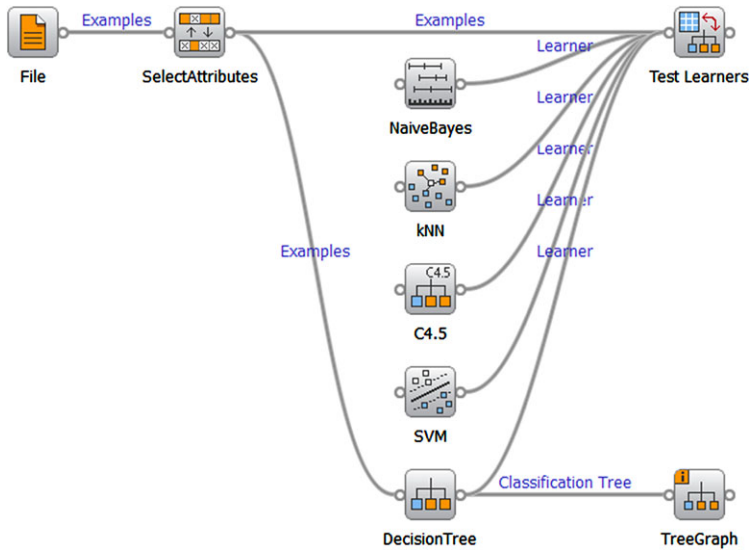 Examples
Examples
File
SelectAttributes
Test Learners
Learner
NaiveBayes
Learner
kNN
Learner
Learner
Examples
Learner
C4.5
C4.5
SVM
Classification Tree
DecisionTree
TreeGraph